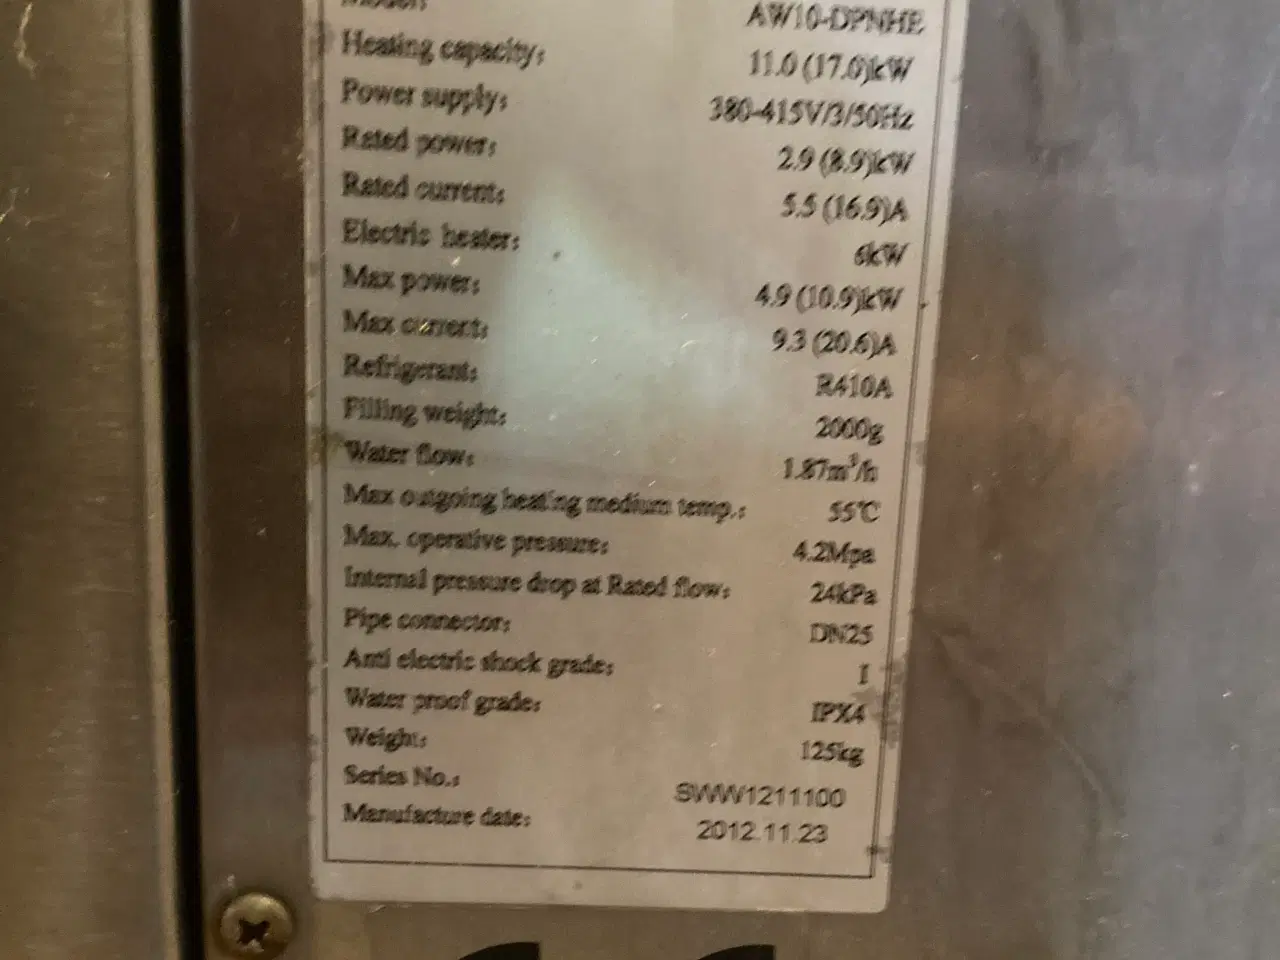 Model: AW10-DPNHE
Heating capacity: 11.0 (17.0)kW
Power supply: 380-415V/3/50Hz
Rated power: 2.9 (8.9)kW
Rated current: 5.5 (16.9)A
Electric heater: 6kW
Max power: 4.9 (10.9)kW
Max current: 9.3 (20.6)A
Refrigerant: R410A
Filling weight: 2000g
Water flow: 1.87m³/h
Max outgoing heating medium temp.: 55℃
Max. operative pressure: 4.2Mpa
Internal pressure drop at Rated flow: 24kPa
Pipe connector: DN25
Anti electric shock grade: I
Water proof grade: IPX4
Weight: 125kg
Series No.: SWW1211100
Manufacture date: 2012.11.23